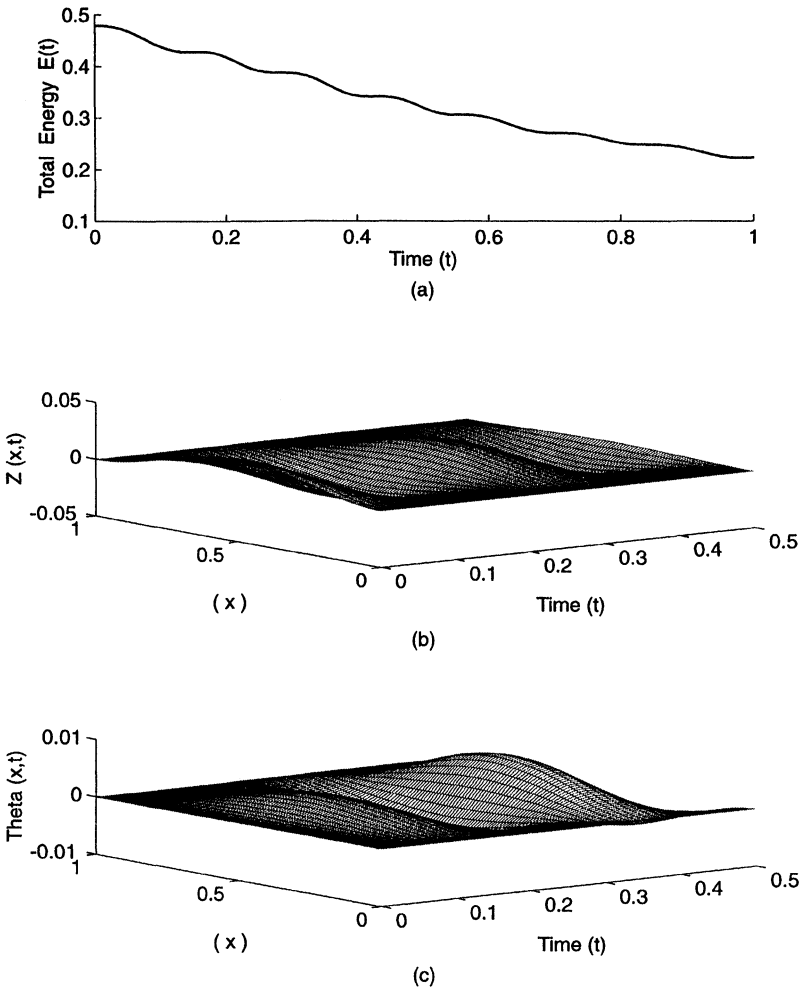 0.5
0.4
0.3
0.2
0.1
Total Energy E(t)
0 0.2 0.4 0.6 0.8 1
Time (t)
(a)
0.05
0
-0.05
Z (x,t)
1 0.5 0
( x )
0 0.1 0.2 0.3 0.4 0.5
Time (t)
(b)
0.01
0
-0.01
Theta (x,t)
1 0.5 0
( x )
0 0.1 0.2 0.3 0.4 0.5
Time (t)
(c)